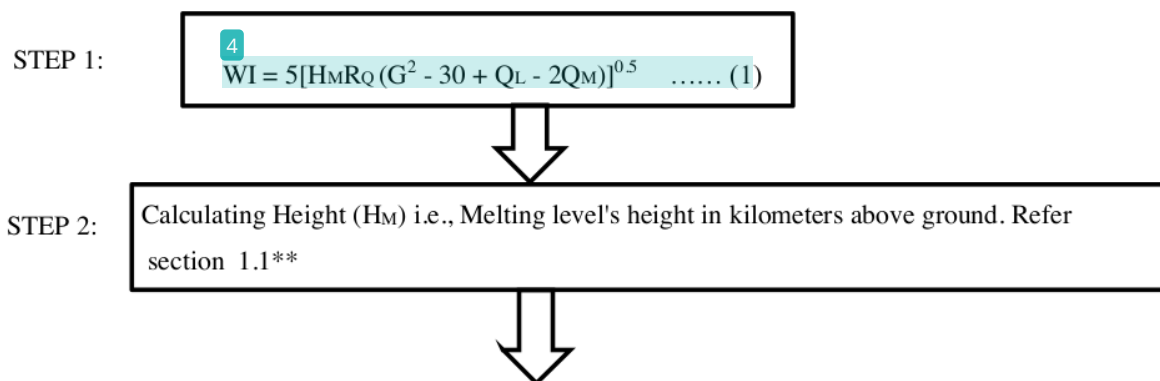 4
STEP 1: WI = 5[HMRQ (G² - 30 + QL - 2QM)]^0.5 …… (1)
STEP 2: Calculating Height (HM) i.e., Melting level's height in kilometers above ground. Refer
section 1.1**